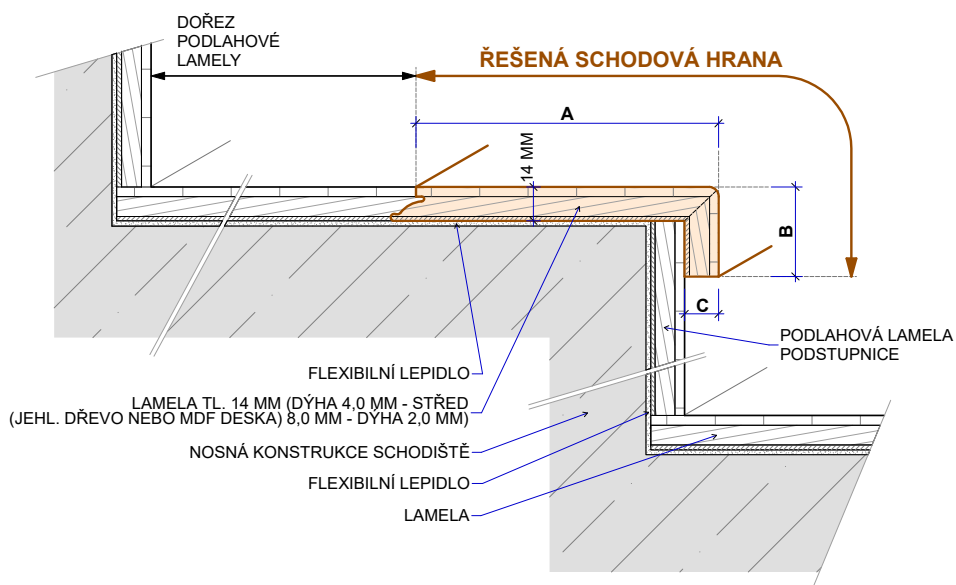 DOŘEZ
PODLAHOVÉ
LAMELY
ŘEŠENÁ SCHODOVÁ HRANA
A
14 MM
B
C
PODLAHOVÁ LAMELA
PODSTUPNICE
FLEXIBILNÍ LEPIDLO
LAMELA TL. 14 MM (DÝHA 4,0 MM - STŘED
(JEHL. DŘEVO NEBO MDF DESKA) 8,0 MM - DÝHA 2,0 MM)
NOSNÁ KONSTRUKCE SCHODIŠTĚ
FLEXIBILNÍ LEPIDLO
LAMELA